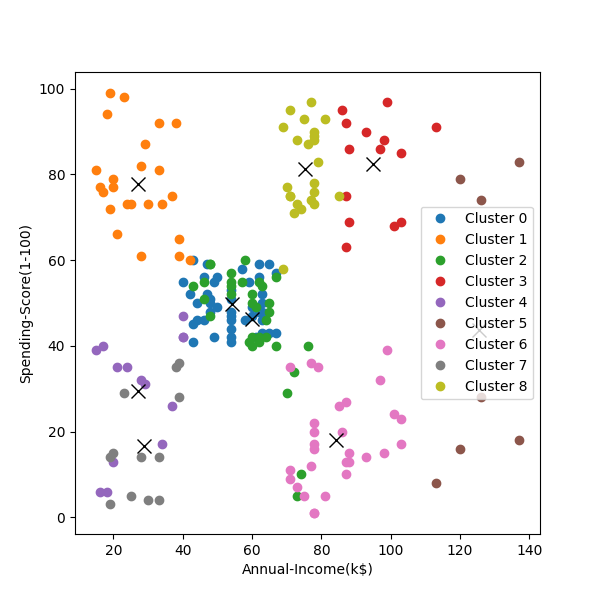 Spending-Score(1-100)
100
80
60
40
20
0
Cluster 0
Cluster 1
Cluster 2
Cluster 3
Cluster 4
Cluster 5
Cluster 6
Cluster 7
Cluster 8
20 40 60 80 100 120 140
Annual-Income(k$)